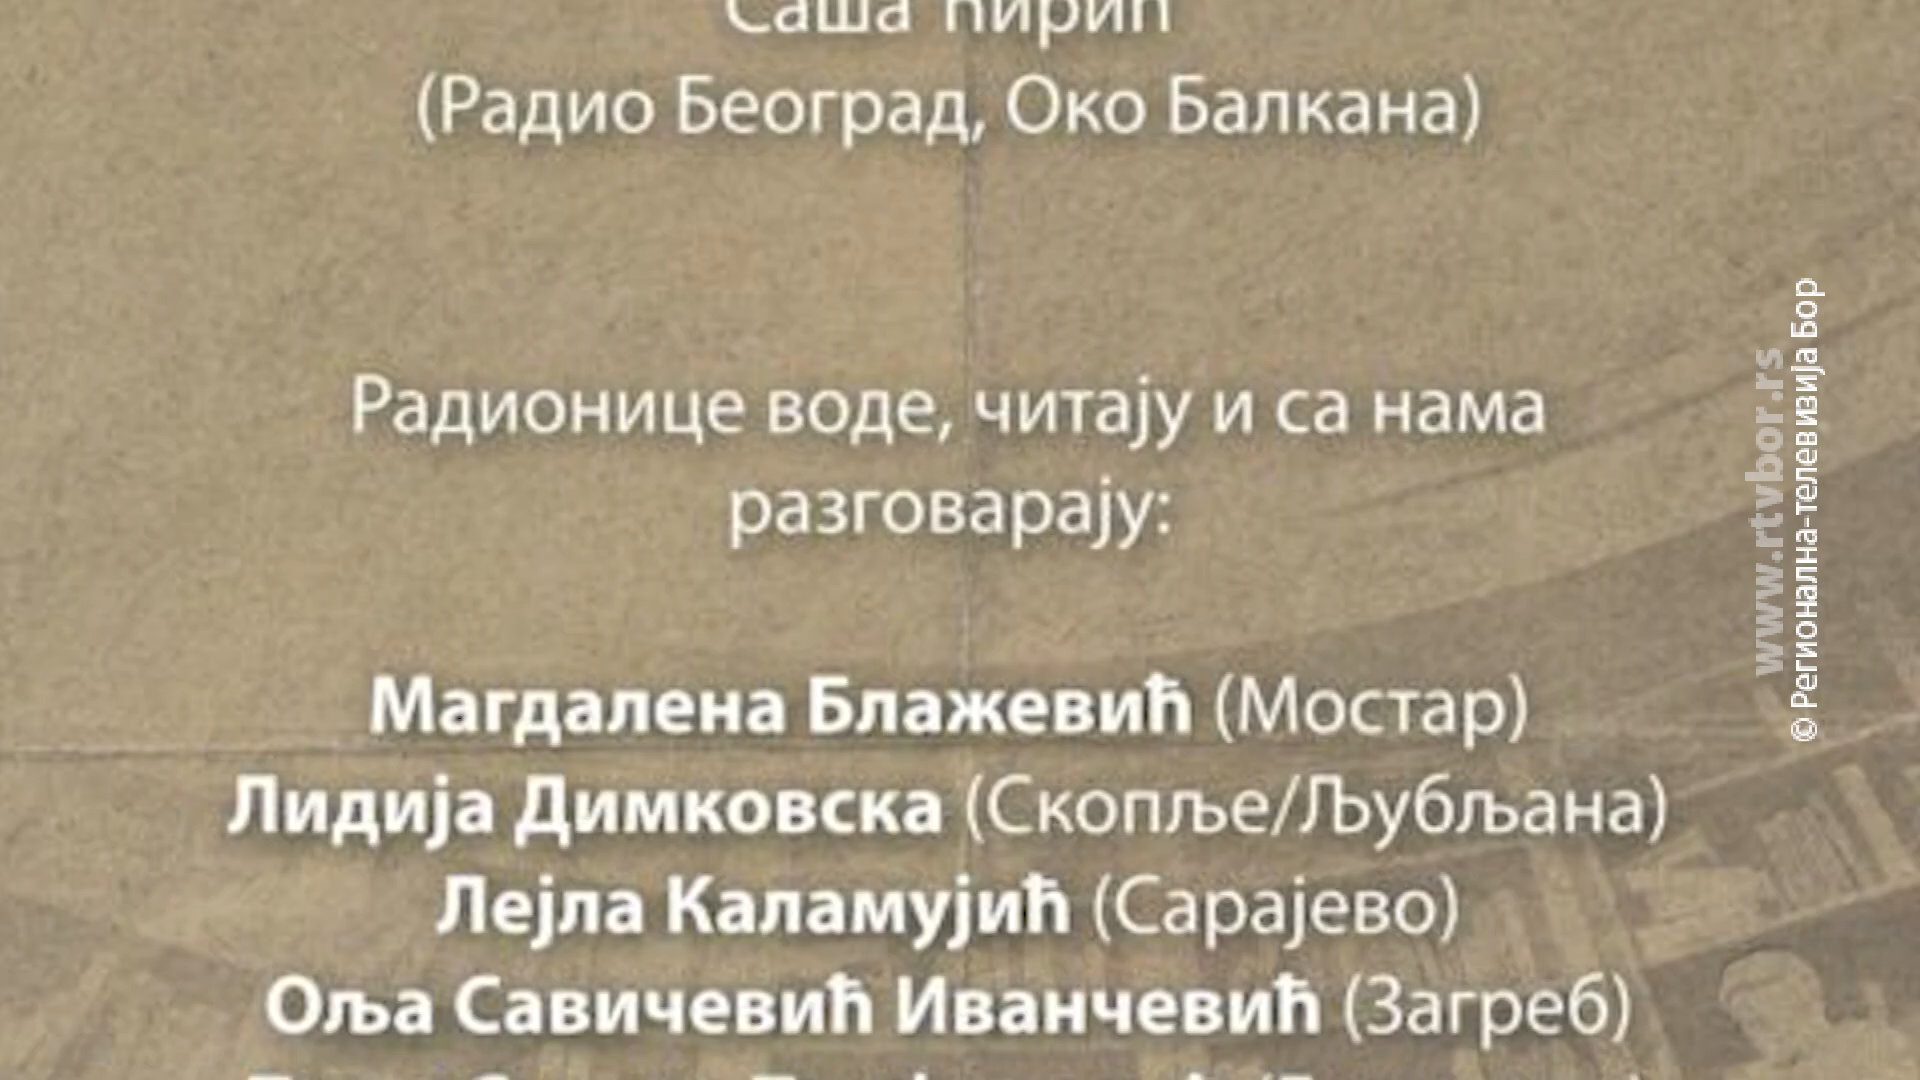 Саша Ћирић
(Радио Београд, Око Балкана)
Радионице воде, читају и са нама
разговарају:
Магдалена Блажевић (Мостар)
Лидија Димковска (Скопље/Љубљана)
Лејла Каламујић (Сарајево)
Оља Савичевић Иванчевић (Загреб)
www.rtvbor.rs
© Регионална-телевизија Бор